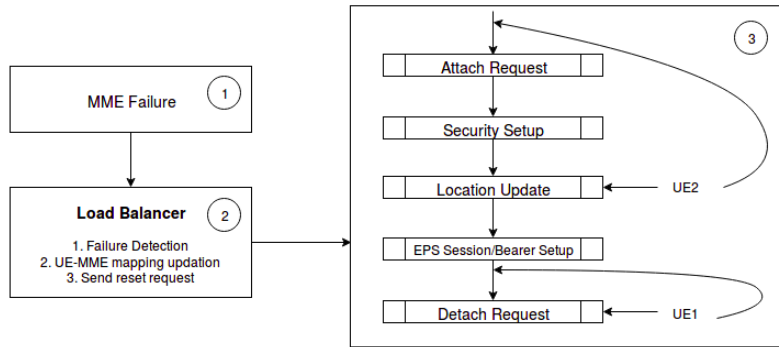 MME Failure
1
Load Balancer
2
1. Failure Detection
2. UE-MME mapping updation
3. Send reset request
3
Attach Request
Security Setup
Location Update
UE2
EPS Session/Bearer Setup
Detach Request
UE1